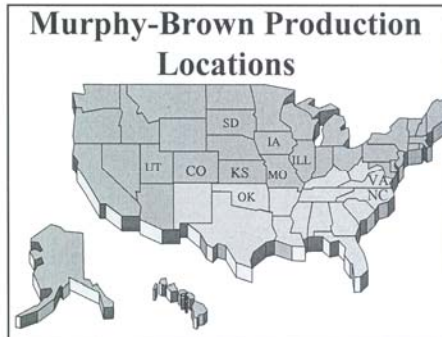 Murphy-Brown Production
Locations
SD
IA
UT
CO
KS
MO
ILL
OK
VA
NC